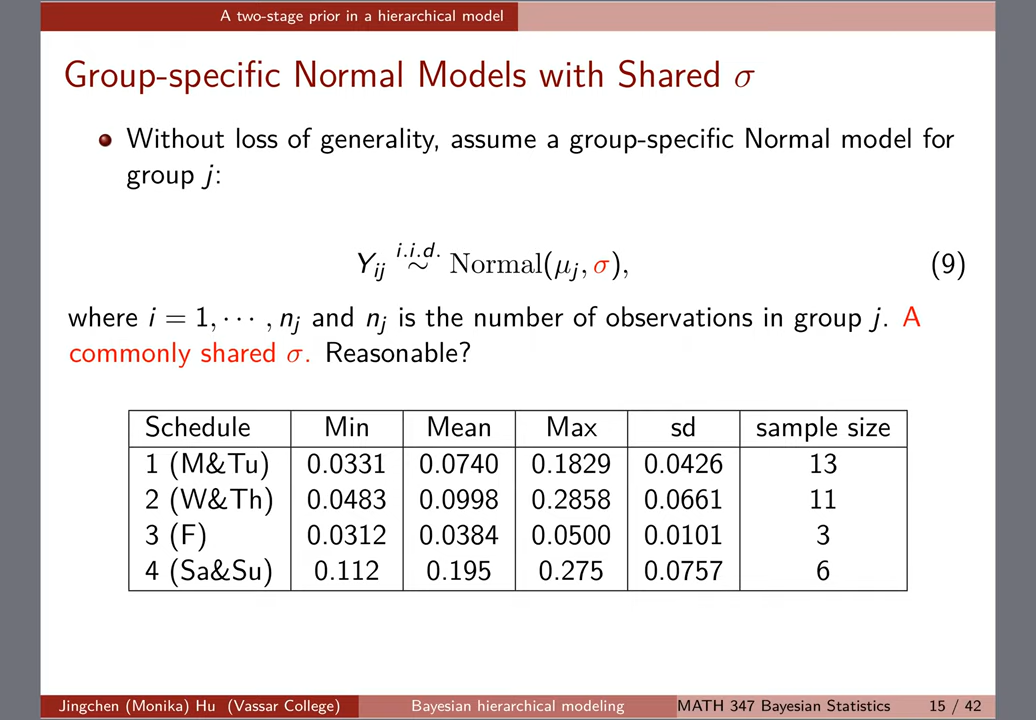 A two-stage prior in a hierarchical model
Group-specific Normal Models with Shared σ
Without loss of generality, assume a group-specific Normal model for
group j:
Y_ij i.i.d. ∼ Normal(μ_j, σ), (9)
where i = 1, ⋯ , n_j and n_j is the number of observations in group j. A
commonly shared σ. Reasonable?
Schedule Min Mean Max sd sample size
1 (M&Tu) 0.0331 0.0740 0.1829 0.0426 13
2 (W&Th) 0.0483 0.0998 0.2858 0.0661 11
3 (F) 0.0312 0.0384 0.0500 0.0101 3
4 (Sa&Su) 0.112 0.195 0.275 0.0757 6
Jingchen (Monika) Hu (Vassar College) Bayesian hierarchical modeling MATH 347 Bayesian Statistics 15 / 42